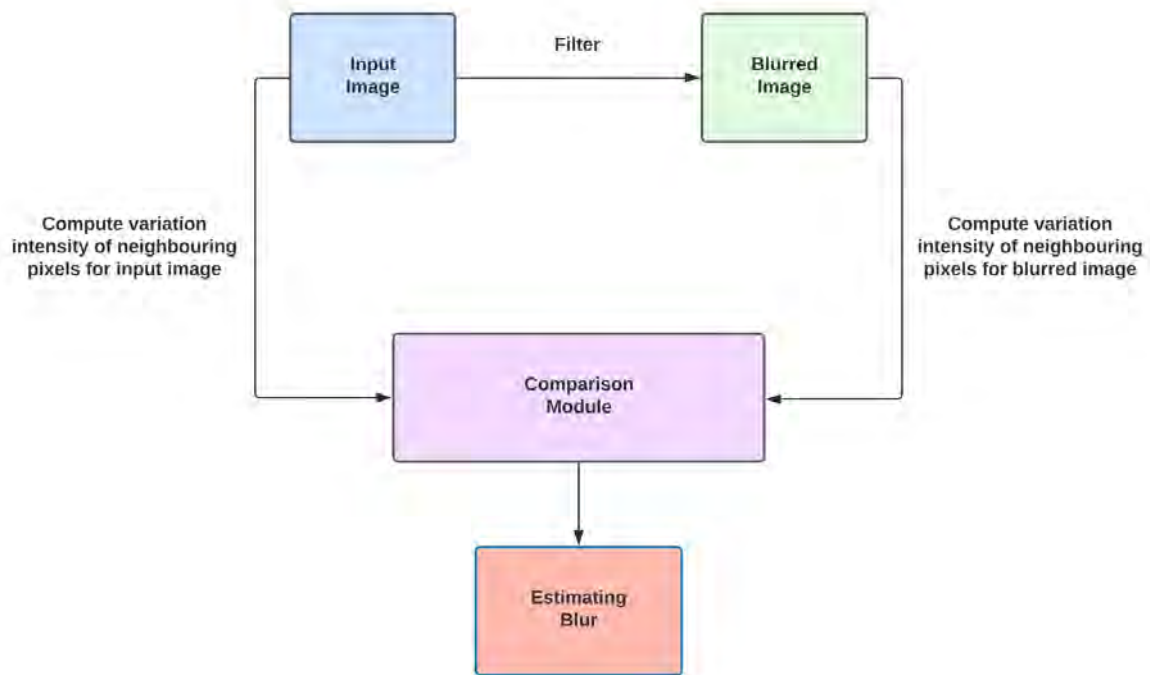 Input
Image
Filter
Blurred
Image
Compute variation
intensity of neighbouring
pixels for input image
Compute variation
intensity of neighbouring
pixels for blurred image
Comparison
Module
Estimating
Blur